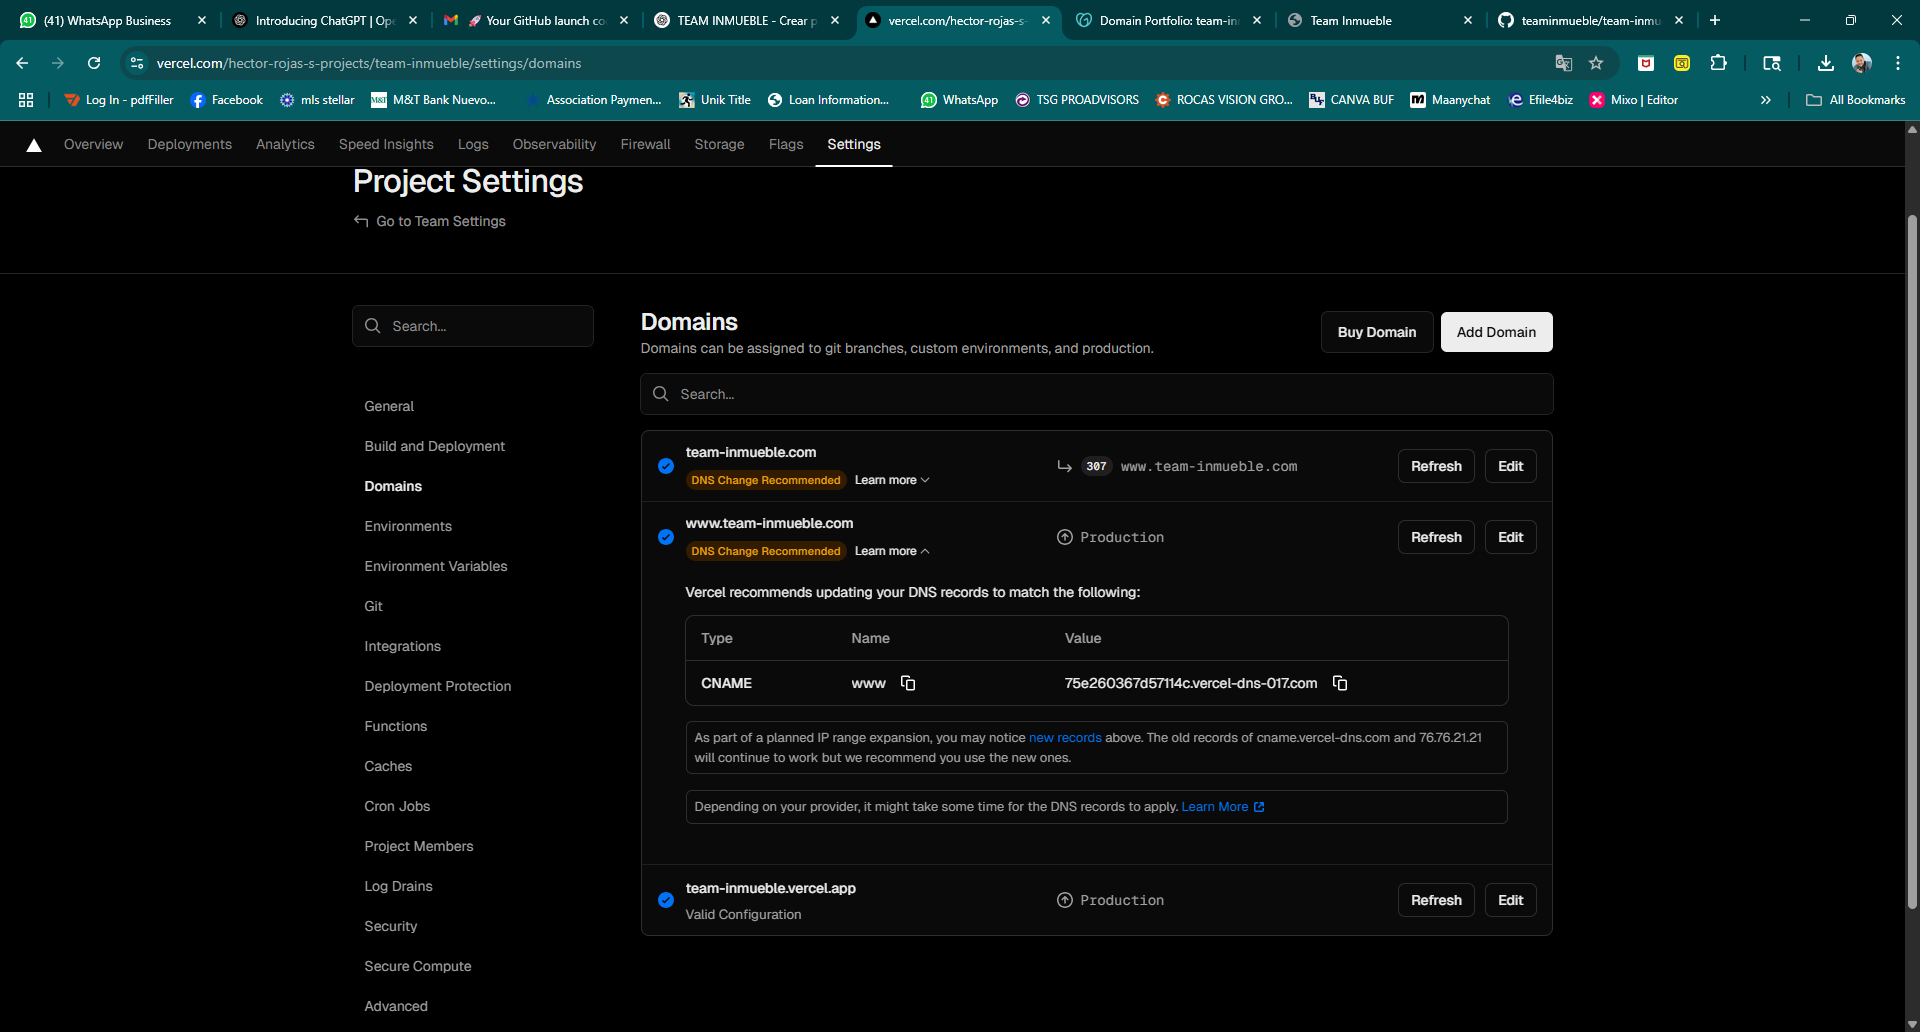 (41) WhatsApp Business
Introducing ChatGPT | Ope
Your GitHub launch co
TEAM INMUEBLE - Crear p
vercel.com/hector-rojas-s-
Domain Portfolio: team-in
Team Inmueble
teaminmueble/team-inmu
vercel.com/hector-rojas-s-projects/team-inmueble/settings/domains
Log In - pdfFiller
Facebook
mls stellar
M&T Bank Nuevo...
Association Paymen...
Unik Title
Loan Information...
WhatsApp
TSG PROADVISORS
ROCAS VISION GRO...
CANVA BUF
Maanychat
Efile4biz
Mixo | Editor
All Bookmarks
Overview
Deployments
Analytics
Speed Insights
Logs
Observability
Firewall
Storage
Flags
Settings
Project Settings
Go to Team Settings
Search...
General
Build and Deployment
Domains
Environments
Environment Variables
Git
Integrations
Deployment Protection
Functions
Caches
Cron Jobs
Project Members
Log Drains
Security
Secure Compute
Advanced
Domains
Domains can be assigned to git branches, custom environments, and production.
Buy Domain
Add Domain
Search...
team-inmueble.com
DNS Change Recommended Learn more
307 www.team-inmueble.com
Refresh
Edit
www.team-inmueble.com
DNS Change Recommended Learn more
Production
Refresh
Edit
Vercel recommends updating your DNS records to match the following:
Type Name Value
CNAME www 75e260367d57114c.vercel-dns-017.com
As part of a planned IP range expansion, you may notice new records above. The old records of cname.vercel-dns.com and 76.76.21.21
will continue to work but we recommend you use the new ones.
Depending on your provider, it might take some time for the DNS records to apply. Learn More
team-inmueble.vercel.app
Valid Configuration
Production
Refresh
Edit